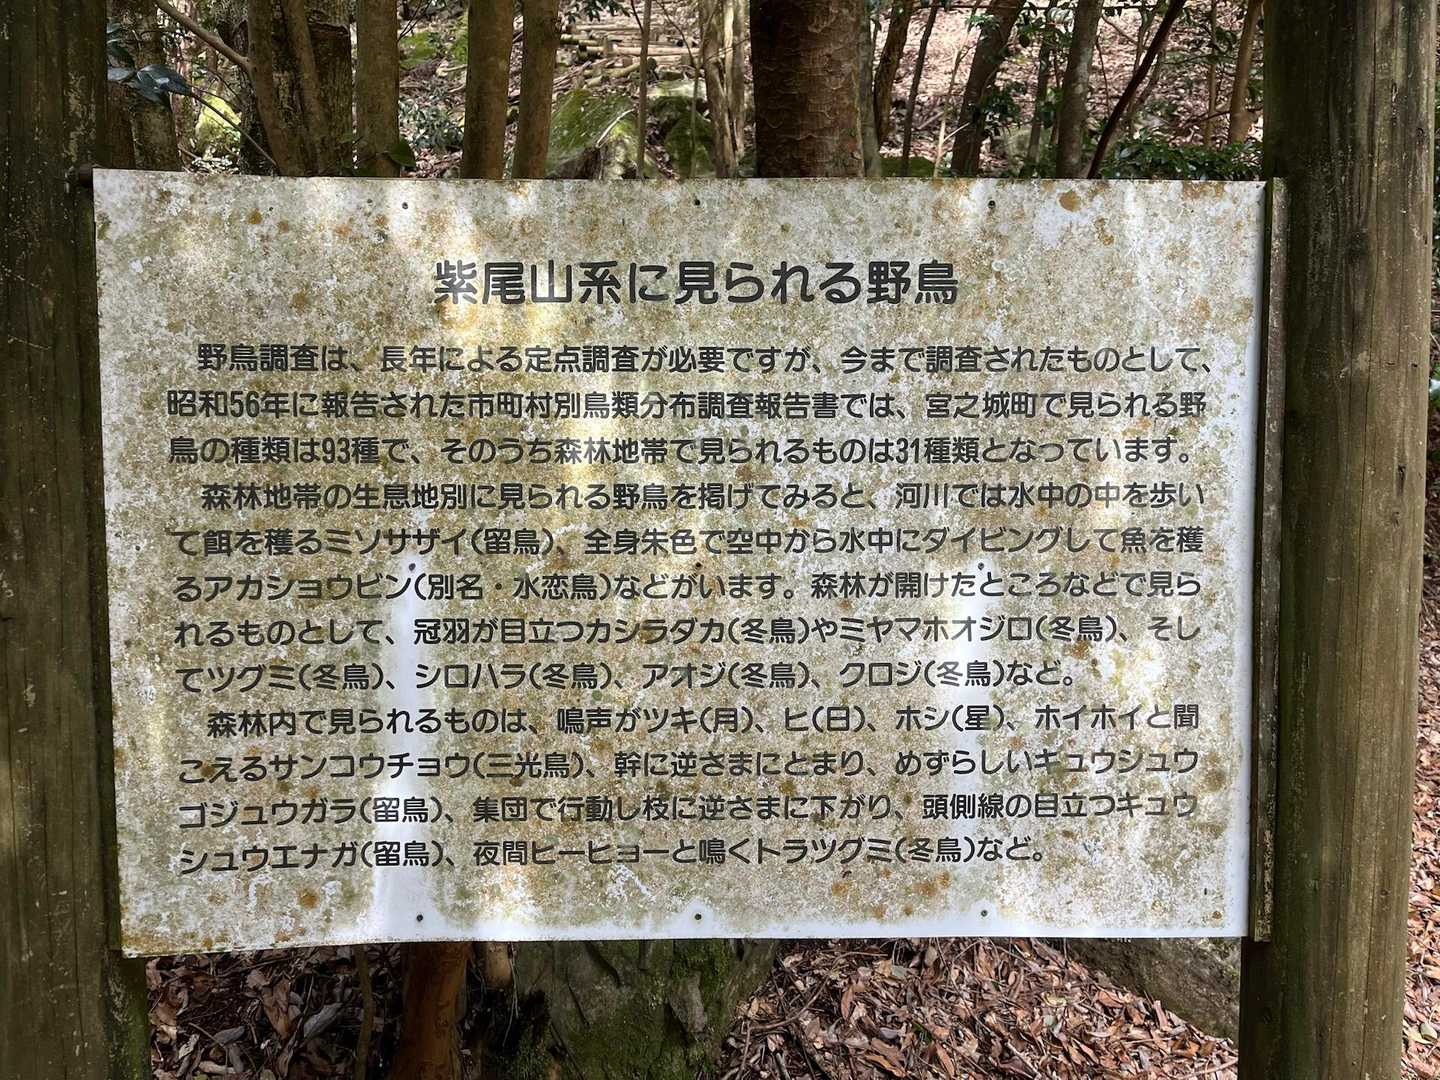 紫尾山系に見られる野鳥
野鳥調査は、長年による定点調査が必要ですが、今まで調査されたものとして、
昭和56年に報告された市町村別鳥類分布調査報告書では、宮之城町で見られる野
鳥の種類は93種で、そのうち森林地帯で見られるものは31種類となっています。
森林地帯の生息地別に見られる野鳥を掲げてみると、河川では水中の中を歩い
て餌を穫るミソサザイ(留鳥)、全身朱色で空中から水中にダイビングして魚を穫
るアカショウビン(別名・水恋鳥)などがいます。森林が開けたところなどで見ら
れるものとして、冠羽が目立つカシラダカ(冬鳥)やミヤマホオジロ(冬鳥)、そし
てツグミ(冬鳥)、シロハラ(冬鳥)、アオジ(冬鳥)、クロジ(冬鳥)など。
森林内で見られるものは、鳴声がツキ(月)、ヒ(日)、ホシ(星)、ホイホイと聞
こえるサンコウチョウ(三光鳥)、幹に逆さまにとまり、めずらしいキュウシュウ
ゴジュウガラ(留鳥)、集団で行動し枝に逆さまに下がり、頭側線の目立つキュウ
シュウエナガ(留鳥)、夜間ヒーヒョーと鳴くトラツグミ(冬鳥)など。